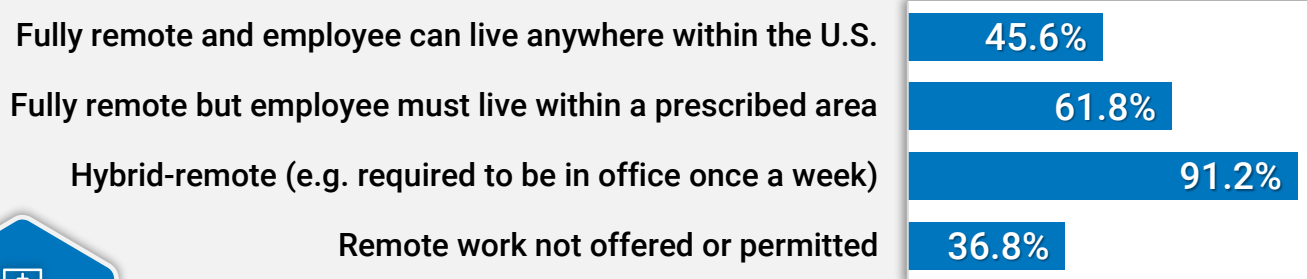 Fully remote and employee can live anywhere within the U.S. 45.6%
Fully remote but employee must live within a prescribed area 61.8%
Hybrid-remote (e.g. required to be in office once a week) 91.2%
Remote work not offered or permitted 36.8%